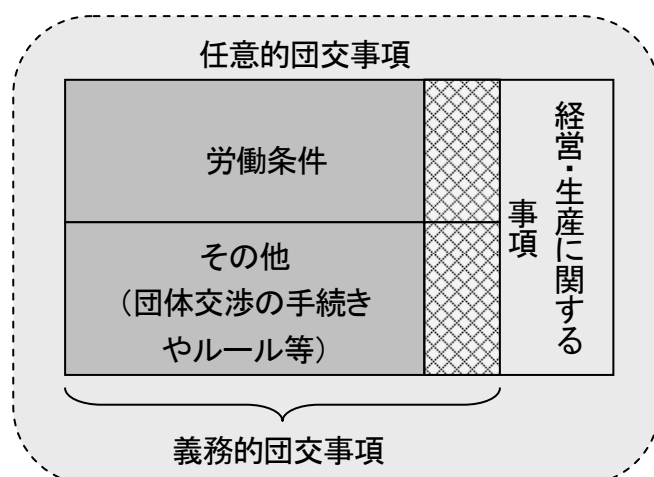 任意的団交事項
労働条件
その他
（団体交渉の手続き
やルール等）
経営・生産に関する
事項
義務的団交事項